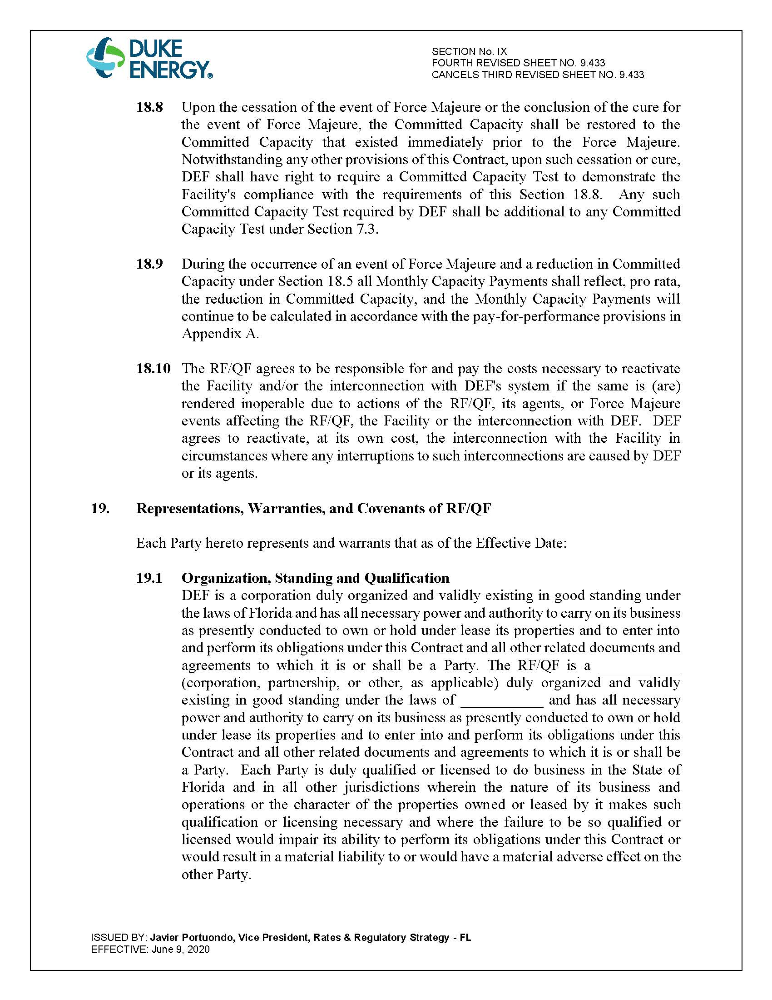 DUKE
ENERGY®
SECTION No. IX
FOURTH REVISED SHEET NO. 9.433
CANCELS THIRD REVISED SHEET NO. 9.433
18.8 Upon the cessation of the event of Force Majeure or the conclusion of the cure for
the event of Force Majeure, the Committed Capacity shall be restored to the
Committed Capacity that existed immediately prior to the Force Majeure.
Notwithstanding any other provisions of this Contract, upon such cessation or cure,
DEF shall have right to require a Committed Capacity Test to demonstrate the
Facility's compliance with the requirements of this Section 18.8. Any such
Committed Capacity Test required by DEF shall be additional to any Committed
Capacity Test under Section 7.3.
18.9 During the occurrence of an event of Force Majeure and a reduction in Committed
Capacity under Section 18.5 all Monthly Capacity Payments shall reflect, pro rata,
the reduction in Committed Capacity, and the Monthly Capacity Payments will
continue to be calculated in accordance with the pay-for-performance provisions in
Appendix A.
18.10 The RF/QF agrees to be responsible for and pay the costs necessary to reactivate
the Facility and/or the interconnection with DEF's system if the same is (are)
rendered inoperable due to actions of the RF/QF, its agents, or Force Majeure
events affecting the RF/QF, the Facility or the interconnection with DEF. DEF
agrees to reactivate, at its own cost, the interconnection with the Facility in
circumstances where any interruptions to such interconnections are caused by DEF
or its agents.
19. Representations, Warranties, and Covenants of RF/QF
Each Party hereto represents and warrants that as of the Effective Date:
19.1 Organization, Standing and Qualification
DEF is a corporation duly organized and validly existing in good standing under
the laws of Florida and has all necessary power and authority to carry on its business
as presently conducted to own or hold under lease its properties and to enter into
and perform its obligations under this Contract and all other related documents and
agreements to which it is or shall be a Party. The RF/QF is a ___________
(corporation, partnership, or other, as applicable) duly organized and validly
existing in good standing under the laws of ___________ and has all necessary
power and authority to carry on its business as presently conducted to own or hold
under lease its properties and to enter into and perform its obligations under this
Contract and all other related documents and agreements to which it is or shall be
a Party. Each Party is duly qualified or licensed to do business in the State of
Florida and in all other jurisdictions wherein the nature of its business and
operations or the character of the properties owned or leased by it makes such
qualification or licensing necessary and where the failure to be so qualified or
licensed would impair its ability to perform its obligations under this Contract or
would result in a material liability to or would have a material adverse effect on the
other Party.
ISSUED BY: Javier Portuondo, Vice President, Rates & Regulatory Strategy - FL
EFFECTIVE: June 9, 2020